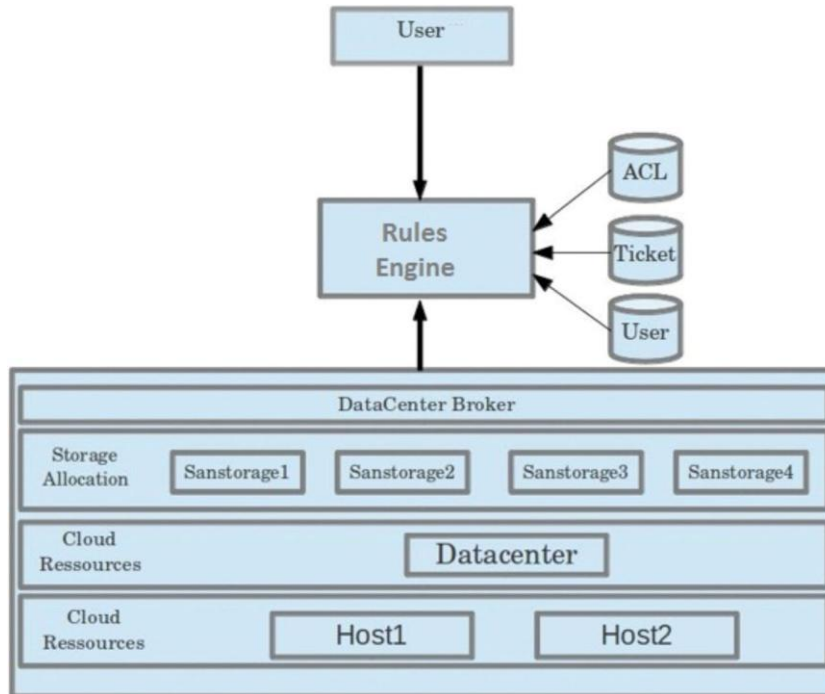 User
ACL
Rules
Engine
Ticket
User
DataCenter Broker
Storage
Allocation
Sanstorage1
Sanstorage2
Sanstorage3
Sanstorage4
Cloud
Ressources
Datacenter
Cloud
Ressources
Host1
Host2